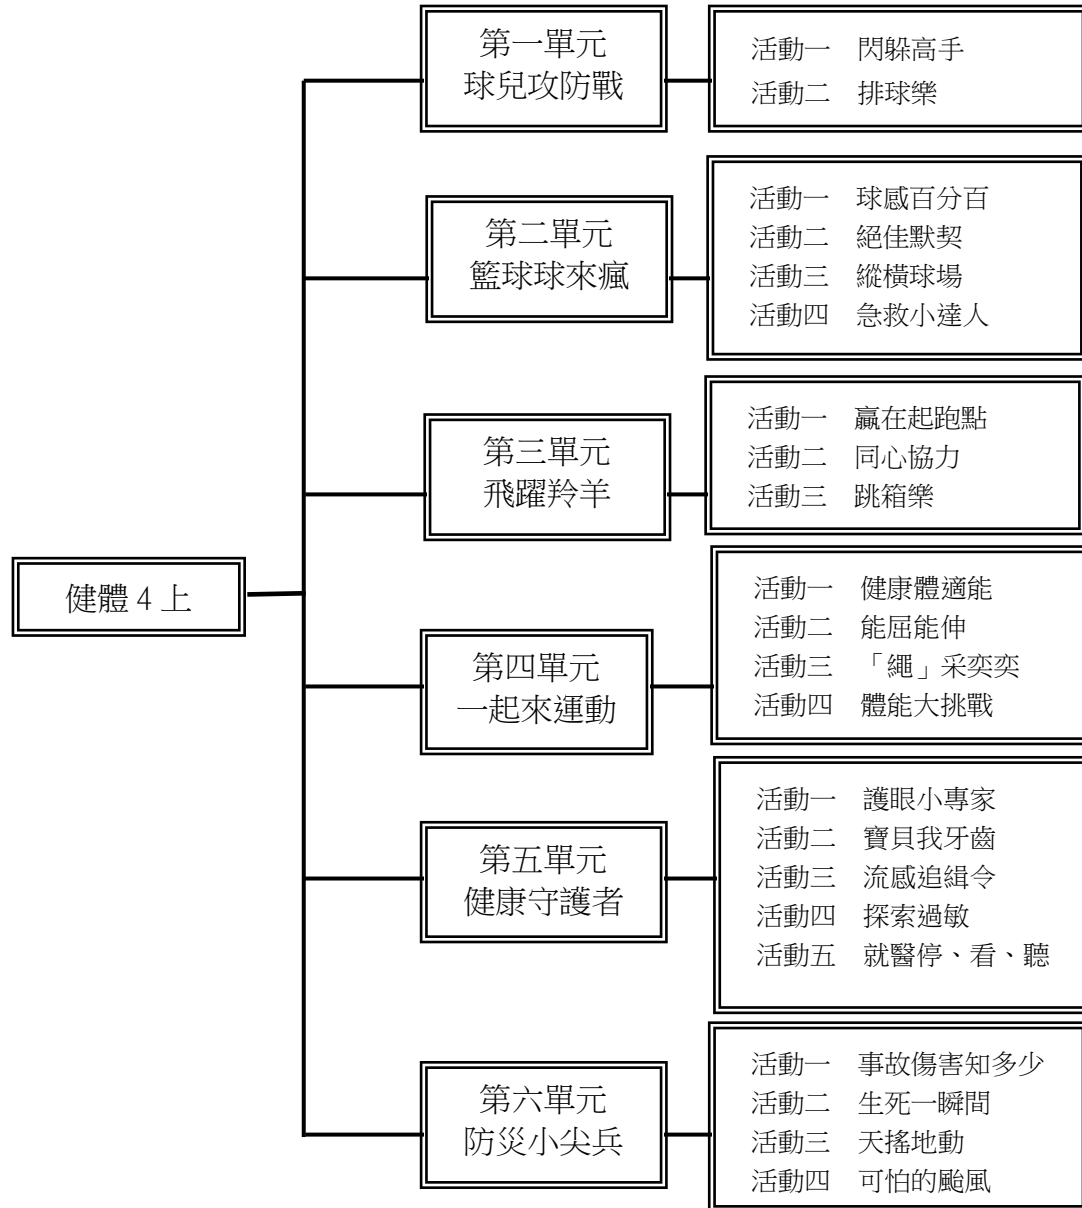 健體 4 上
第一單元
球兒攻防戰
活動一　閃躲高手
活動二　排球樂
第二單元
籃球球來瘋
活動一　球感百分百
活動二　絕佳默契
活動三　縱橫球場
活動四　急救小達人
第三單元
飛躍羚羊
活動一　贏在起跑點
活動二　同心協力
活動三　跳箱樂
第四單元
一起來運動
活動一　健康體適能
活動二　能屈能伸
活動三　「繩」采奕奕
活動四　體能大挑戰
第五單元
健康守護者
活動一　護眼小專家
活動二　寶貝我牙齒
活動三　流感追緝令
活動四　探索過敏
活動五　就醫停、看、聽
第六單元
防災小尖兵
活動一　事故傷害知多少
活動二　生死一瞬間
活動三　天搖地動
活動四　可怕的颱風